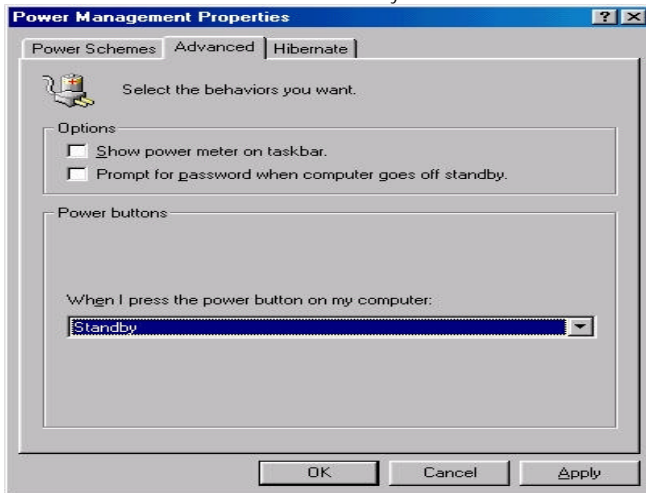 Power Management Properties
Power Schemes Advanced Hibernate
Select the behaviors you want.
Options
Show power meter on taskbar.
Prompt for password when computer goes off standby.
Power buttons
When I press the power button on my computer:
Standby
OK Cancel Apply